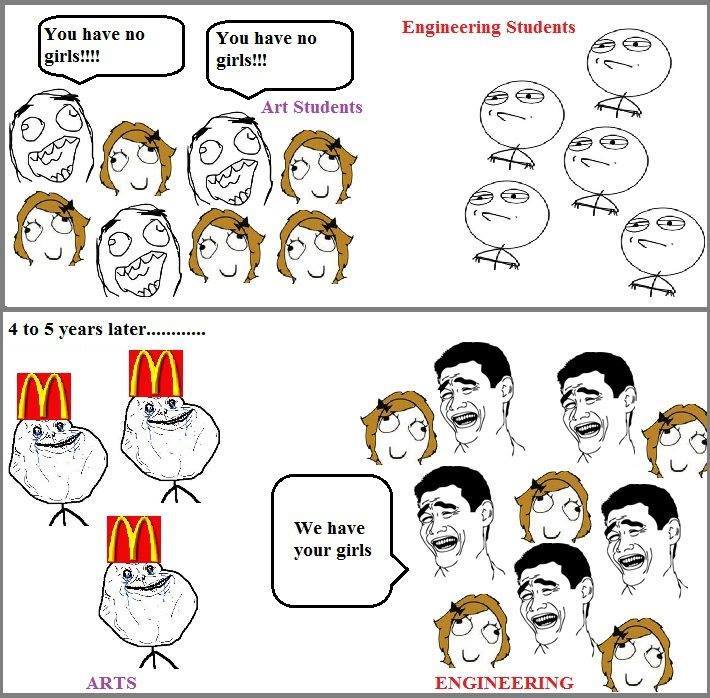 You have no
girls!!!!
You have no
girls!!!
Art Students
Engineering Students
4 to 5 years later............
We have
your girls
ARTS
ENGINEERING